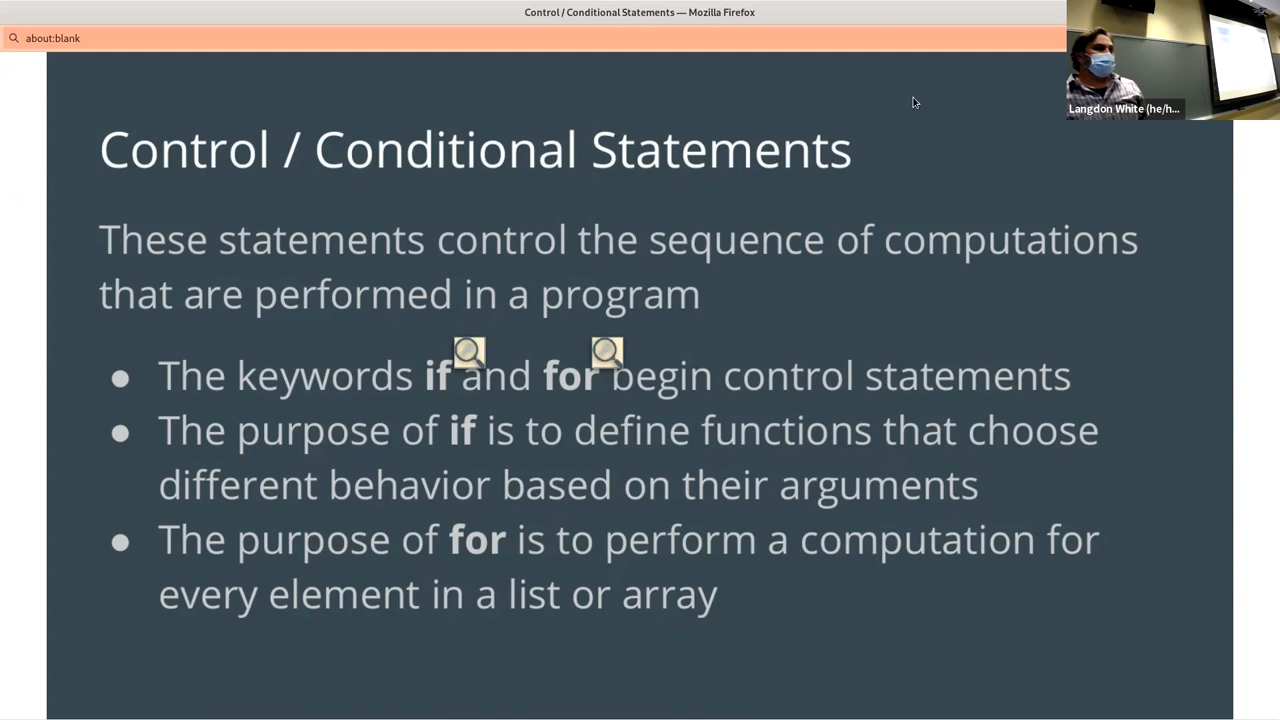 Control / Conditional Statements — Mozilla Firefox
about:blank
Langdon White (he/h...
Control / Conditional Statements
These statements control the sequence of computations
that are performed in a program
● The keywords if and for begin control statements
● The purpose of if is to define functions that choose
different behavior based on their arguments
● The purpose of for is to perform a computation for
every element in a list or array